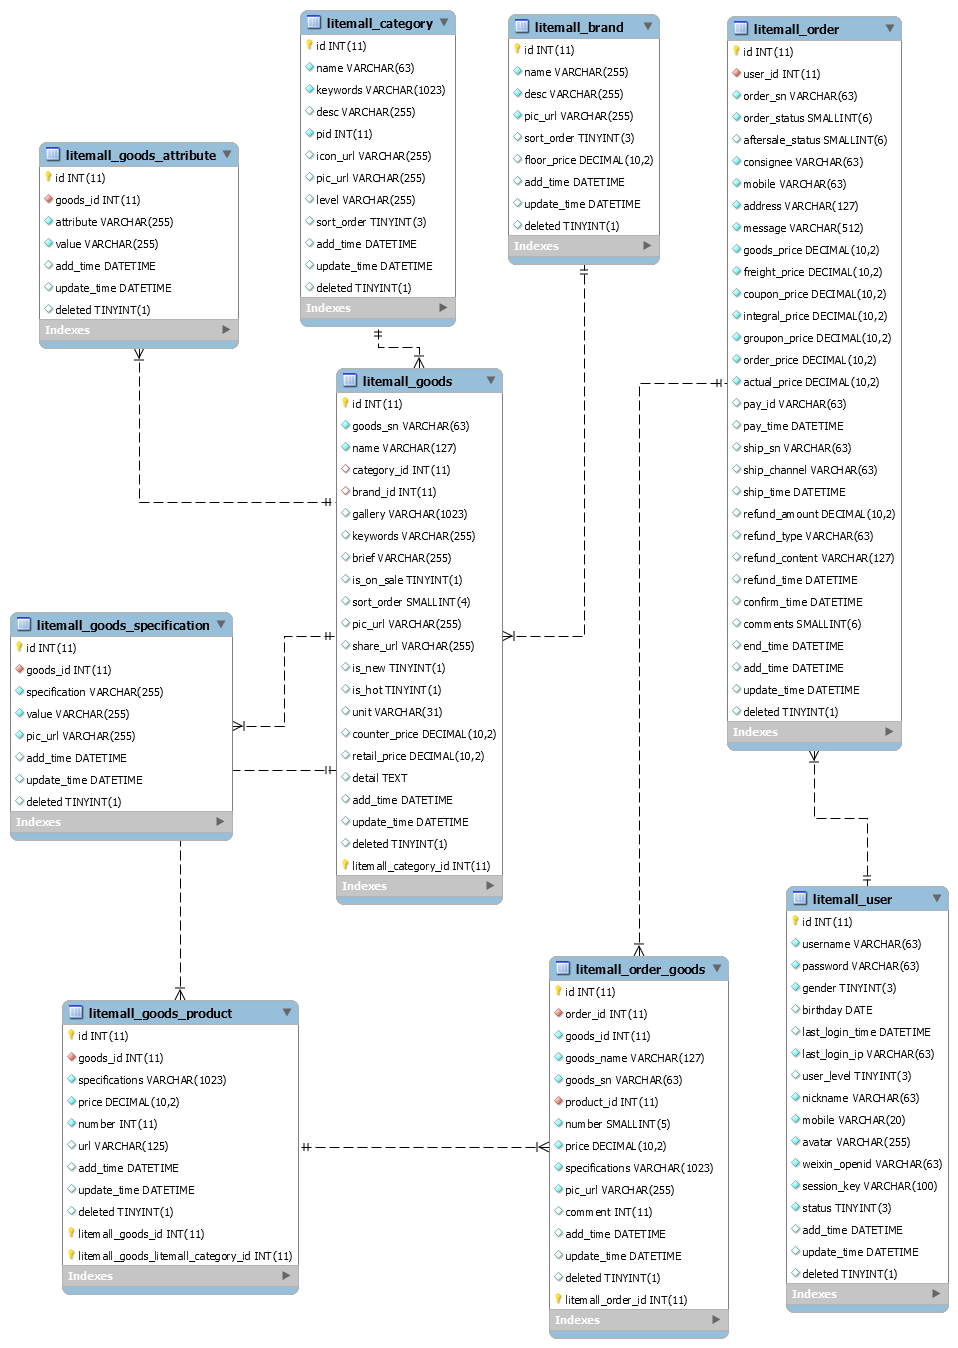 litemall_category
id INT(11)
name VARCHAR(63)
keywords VARCHAR(1023)
desc VARCHAR(255)
pid INT(11)
icon_url VARCHAR(255)
pic_url VARCHAR(255)
level VARCHAR(255)
sort_order TINYINT(3)
add_time DATETIME
update_time DATETIME
deleted TINYINT(1)
Indexes
litemall_brand
id INT(11)
name VARCHAR(255)
desc VARCHAR(255)
pic_url VARCHAR(255)
sort_order TINYINT(3)
floor_price DECIMAL(10,2)
add_time DATETIME
update_time DATETIME
deleted TINYINT(1)
Indexes
litemall_order
id INT(11)
user_id INT(11)
order_sn VARCHAR(63)
order_status SMALLINT(6)
aftersale_status SMALLINT(6)
consignee VARCHAR(63)
mobile VARCHAR(63)
address VARCHAR(127)
message VARCHAR(512)
goods_price DECIMAL(10,2)
freight_price DECIMAL(10,2)
coupon_price DECIMAL(10,2)
integral_price DECIMAL(10,2)
groupon_price DECIMAL(10,2)
order_price DECIMAL(10,2)
actual_price DECIMAL(10,2)
pay_id VARCHAR(63)
pay_time DATETIME
ship_sn VARCHAR(63)
ship_channel VARCHAR(63)
ship_time DATETIME
refund_amount DECIMAL(10,2)
refund_type VARCHAR(63)
refund_content VARCHAR(127)
refund_time DATETIME
confirm_time DATETIME
comments SMALLINT(6)
end_time DATETIME
add_time DATETIME
update_time DATETIME
deleted TINYINT(1)
Indexes
litemall_goods_attribute
id INT(11)
goods_id INT(11)
attribute VARCHAR(255)
value VARCHAR(255)
add_time DATETIME
update_time DATETIME
deleted TINYINT(1)
Indexes
litemall_goods
id INT(11)
goods_sn VARCHAR(63)
name VARCHAR(127)
category_id INT(11)
brand_id INT(11)
gallery VARCHAR(1023)
keywords VARCHAR(255)
brief VARCHAR(255)
is_on_sale TINYINT(1)
sort_order SMALLINT(4)
pic_url VARCHAR(255)
share_url VARCHAR(255)
is_new TINYINT(1)
is_hot TINYINT(1)
unit VARCHAR(31)
counter_price DECIMAL(10,2)
retail_price DECIMAL(10,2)
detail TEXT
add_time DATETIME
update_time DATETIME
deleted TINYINT(1)
litemall_category_id INT(11)
Indexes
litemall_goods_specification
id INT(11)
goods_id INT(11)
specification VARCHAR(255)
value VARCHAR(255)
pic_url VARCHAR(255)
add_time DATETIME
update_time DATETIME
deleted TINYINT(1)
Indexes
litemall_user
id INT(11)
username VARCHAR(63)
password VARCHAR(63)
gender TINYINT(3)
birthday DATE
last_login_time DATETIME
last_login_ip VARCHAR(63)
user_level TINYINT(3)
nickname VARCHAR(63)
mobile VARCHAR(20)
avatar VARCHAR(255)
weixin_openid VARCHAR(63)
session_key VARCHAR(100)
status TINYINT(3)
add_time DATETIME
update_time DATETIME
deleted TINYINT(1)
Indexes
litemall_order_goods
id INT(11)
order_id INT(11)
goods_id INT(11)
goods_name VARCHAR(127)
goods_sn VARCHAR(63)
product_id INT(11)
number SMALLINT(5)
price DECIMAL(10,2)
specifications VARCHAR(1023)
pic_url VARCHAR(255)
comment INT(11)
add_time DATETIME
update_time DATETIME
deleted TINYINT(1)
litemall_order_id INT(11)
Indexes
litemall_goods_product
id INT(11)
goods_id INT(11)
specifications VARCHAR(1023)
price DECIMAL(10,2)
number INT(11)
url VARCHAR(125)
add_time DATETIME
update_time DATETIME
deleted TINYINT(1)
litemall_goods_id INT(11)
litemall_goods_litemall_category_id INT(11)
Indexes